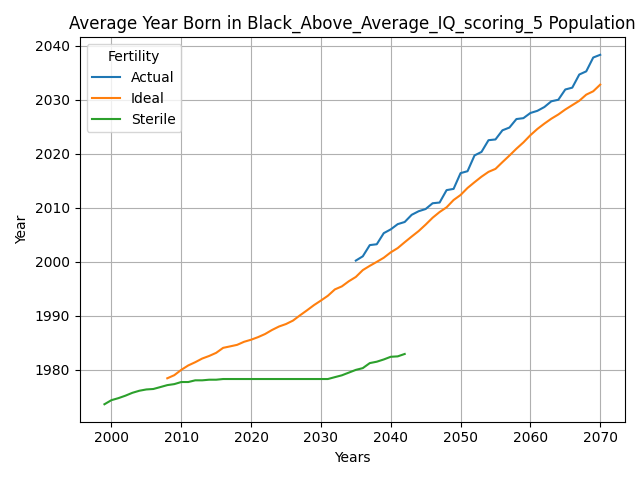 Average Year Born in Black_Above_Average_IQ_scoring_5 Population
Fertility
Actual
Ideal
Sterile
2040
2030
2020
2010
2000
1990
1980
Year
2000 2010 2020 2030 2040 2050 2060 2070
Years